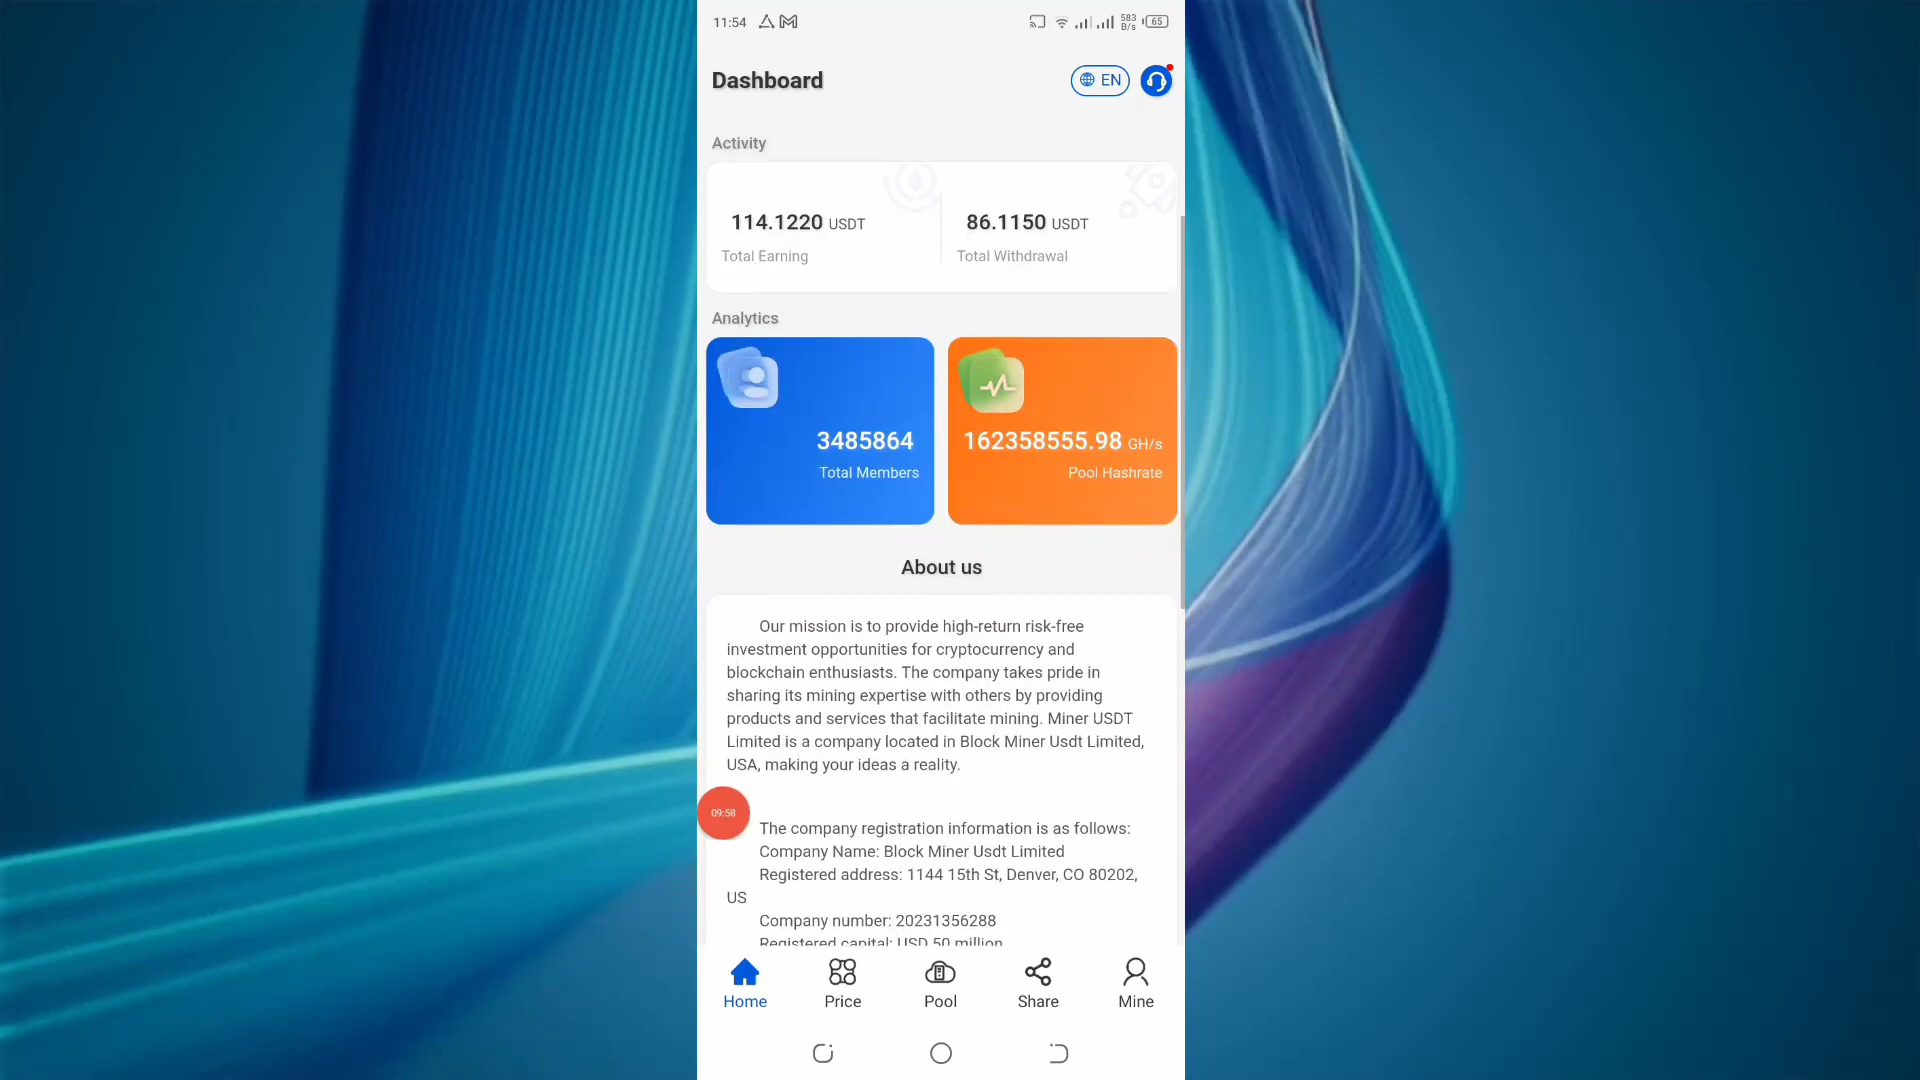 11:54
583
B/s
65
Dashboard
EN
Activity
114.1220 USDT
86.1150 USDT
Total Earning
Total Withdrawal
Analytics
3485864
Total Members
162358555.98 GH/s
Pool Hashrate
About us
Our mission is to provide high-return risk-free
investment opportunities for cryptocurrency and
blockchain enthusiasts. The company takes pride in
sharing its mining expertise with others by providing
products and services that facilitate mining. Miner USDT
Limited is a company located in Block Miner Usdt Limited,
USA, making your ideas a reality.
09:58
The company registration information is as follows:
Company Name: Block Miner Usdt Limited
Registered address: 1144 15th St, Denver, CO 80202,
US
Company number: 20231356288
Registered capital: USD 50 million
Home
Price
Pool
Share
Mine